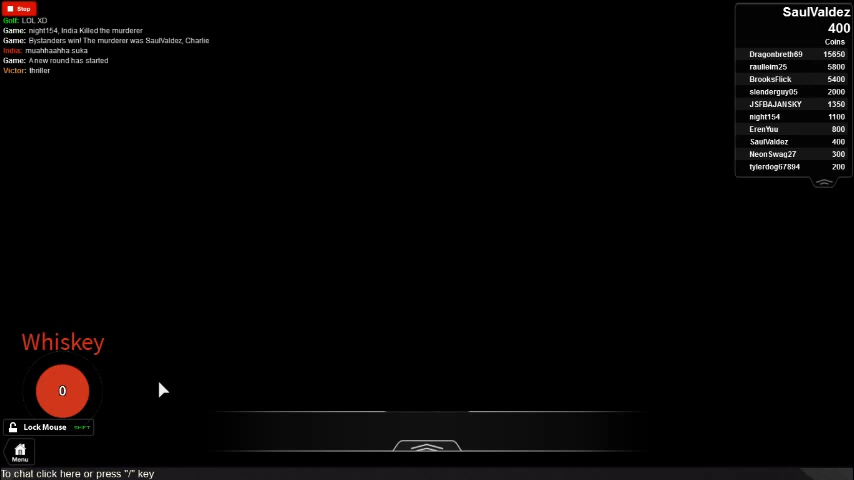 Stop
Golf: LOL XD
Game: night154, India Killed the murderer
Game: Bystanders win! The murderer was SaulValdez, Charlie
India: muahhaahha suka
Game: A new round has started
Victor: thriller
SaulValdez
400
Coins
Dragonbreth69 15650
raulleim25 5800
BrooksFlick 5400
slenderguy05 2000
JSFBAJANSKY 1350
night154 1100
ErenYuu 800
SaulValdez 400
NeonSwag27 300
tylerdog67894 200
Whiskey
0
Lock Mouse SHIFT
Menu
To chat click here or press "/" key